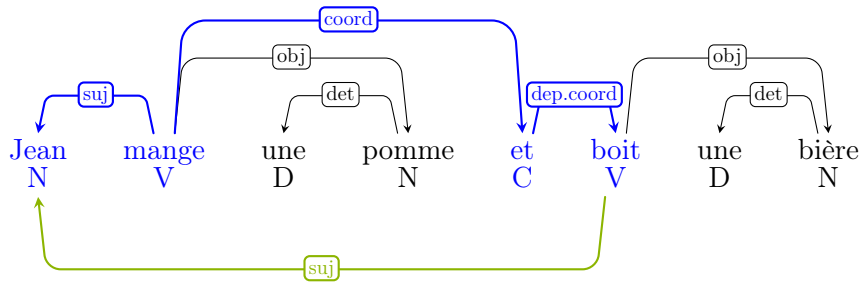 coord
obj obj
suj det dep.coord det
Jean mange une pomme et boit une bière
N V D N C V D N
suj